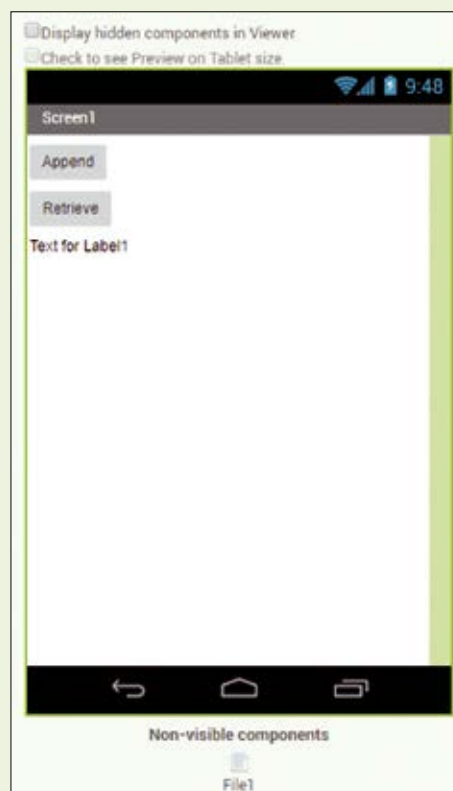 Display hidden components in Viewer
Check to see Preview on Tablet size.
9:48
Screen1
Append
Retrieve
Text for Label1
Non-visible components
File1